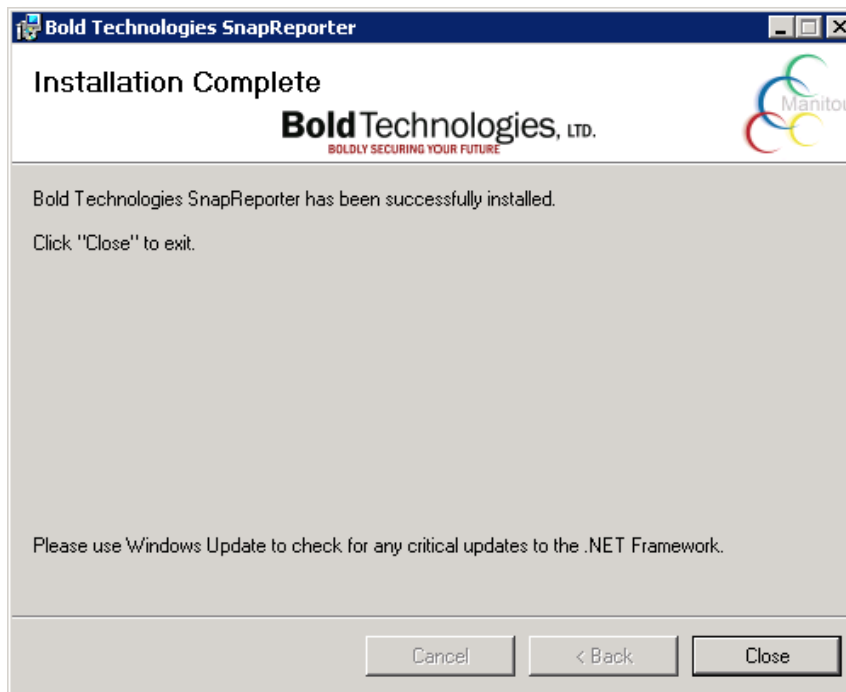 Bold Technologies SnapReporter
Installation Complete
Bold Technologies, LTD.
BOLDLY SECURING YOUR FUTURE
Manitou
Bold Technologies SnapReporter has been successfully installed.
Click "Close" to exit.
Please use Windows Update to check for any critical updates to the .NET Framework.
Cancel
< Back
Close